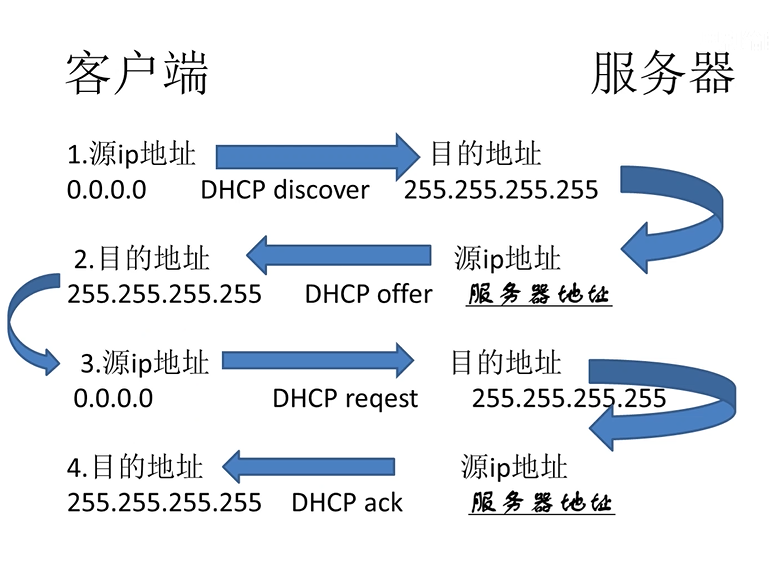 客户端 服务器
1.源ip地址 目的地址
0.0.0.0 DHCP discover 255.255.255.255
2.目的地址 源ip地址
255.255.255.255 DHCP offer 服务器地址
3.源ip地址 目的地址
0.0.0.0 DHCP reqest 255.255.255.255
4.目的地址 源ip地址
255.255.255.255 DHCP ack 服务器地址